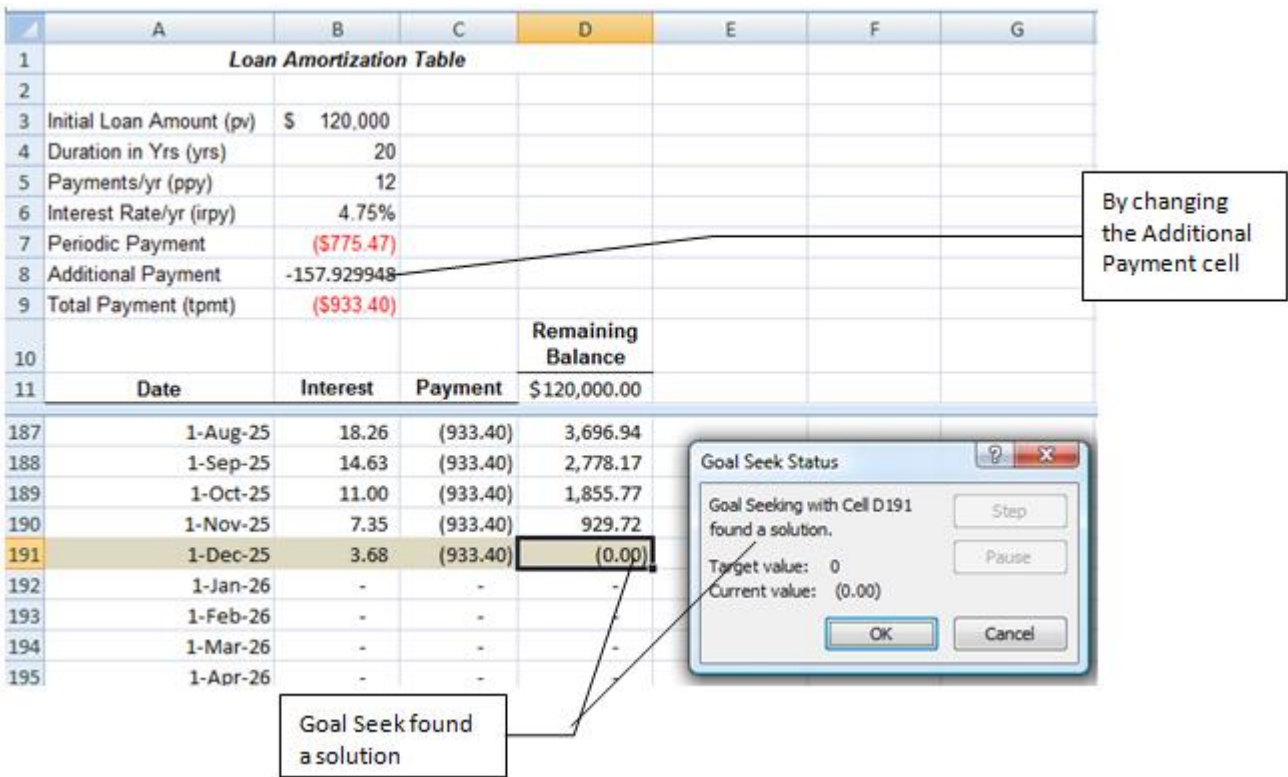 A B C D E F G
1 Loan Amortization Table
2
3 Initial Loan Amount (pv) $ 120,000
4 Duration in Yrs (yrs) 20
5 Payments/yr (ppy) 12
6 Interest Rate/yr (irpy) 4.75%
7 Periodic Payment ($775.47)
8 Additional Payment -157.929948
9 Total Payment (tpmt) ($933.40)
Remaining
10 Balance
11 Date Interest Payment $120,000.00
187 1-Aug-25 18.26 (933.40) 3,696.94
188 1-Sep-25 14.63 (933.40) 2,778.17
189 1-Oct-25 11.00 (933.40) 1,855.77
190 1-Nov-25 7.35 (933.40) 929.72
191 1-Dec-25 3.68 (933.40) (0.00)
192 1-Jan-26 - - -
193 1-Feb-26 - - -
194 1-Mar-26 - - -
195 1-Apr-26 - - -
By changing
the Additional
Payment cell
Goal Seek Status
Goal Seeking with Cell D191
found a solution.
Target value: 0
Current value: (0.00)
Step
Pause
OK Cancel
Goal Seek found
a solution